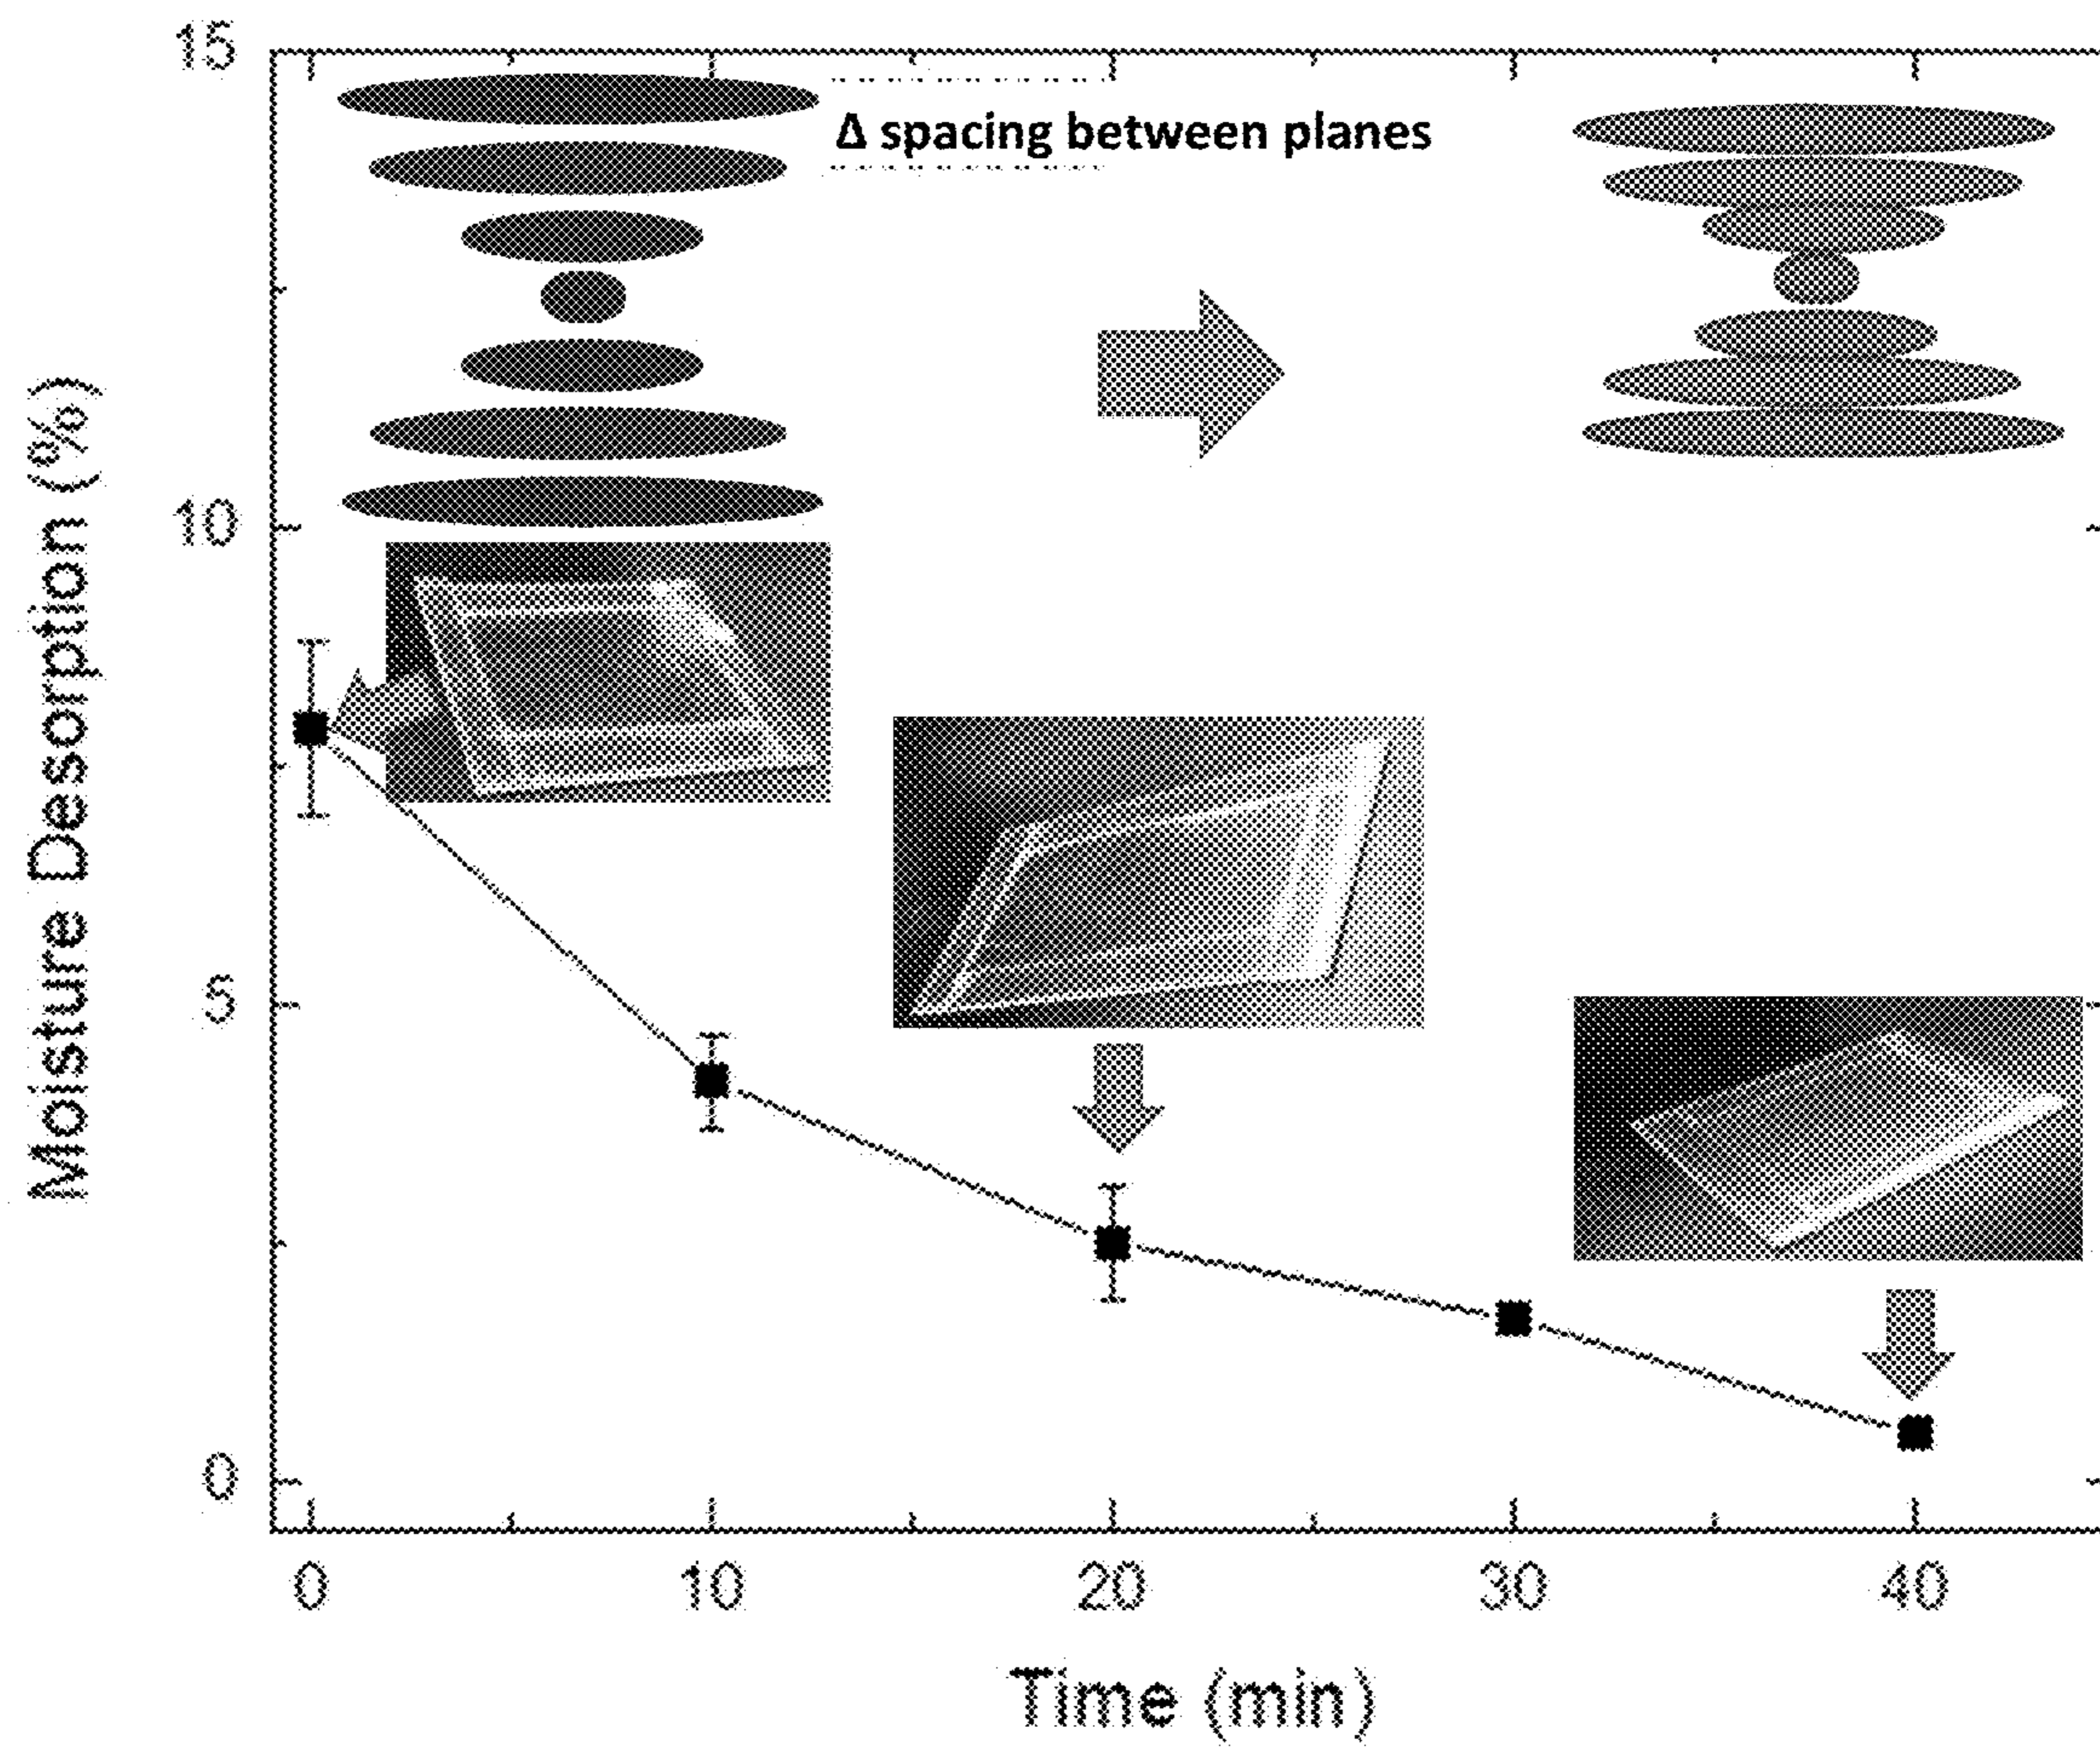 15
Δ spacing between planes
10
5
0
Moisture Desorption (%)
0 10 20 30 40
Time (min)